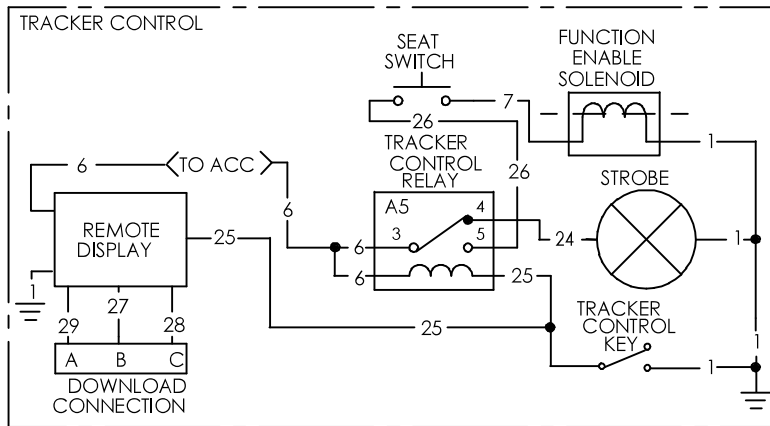 TRACKER CONTROL
SEAT
SWITCH
FUNCTION
ENABLE
SOLENOID
7
26
1
6
TO ACC
TRACKER
CONTROL
RELAY
26
STROBE
6
A5
4
REMOTE
DISPLAY
25
6
3
5
24
1
6
25
1
27
29
28
25
TRACKER
CONTROL
KEY
1
1
A B C
DOWNLOAD
CONNECTION